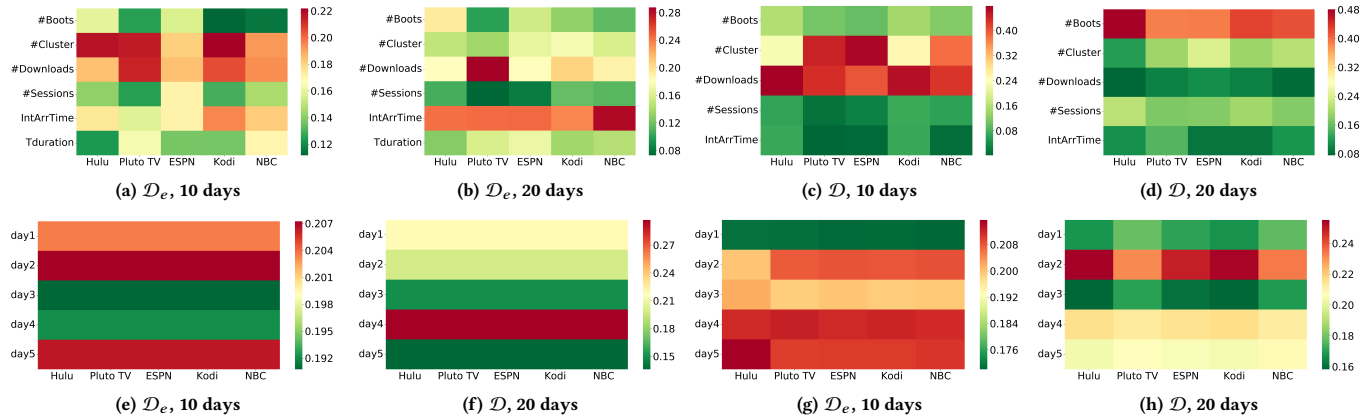 #Boots
#Cluster
#Downloads
#Sessions
IntArrTime
Tduration
Hulu Pluto TV ESPN Kodi NBC
0.22
0.20
0.18
0.16
0.14
0.12
(a) 𝒟e, 10 days
#Boots
#Cluster
#Downloads
#Sessions
IntArrTime
Tduration
Hulu Pluto TV ESPN Kodi NBC
0.28
0.24
0.20
0.16
0.12
0.08
(b) 𝒟e, 20 days
#Boots
#Cluster
#Downloads
#Sessions
IntArrTime
Hulu Pluto TV ESPN Kodi NBC
0.40
0.32
0.24
0.16
0.08
(c) 𝒟, 10 days
#Boots
#Cluster
#Downloads
#Sessions
IntArrTime
Hulu Pluto TV ESPN Kodi NBC
0.48
0.40
0.32
0.24
0.16
0.08
(d) 𝒟, 20 days
day1
day2
day3
day4
day5
Hulu Pluto TV ESPN Kodi NBC
0.207
0.204
0.201
0.198
0.195
0.192
(e) 𝒟e, 10 days
day1
day2
day3
day4
day5
Hulu Pluto TV ESPN Kodi NBC
0.27
0.24
0.21
0.18
0.15
(f) 𝒟, 20 days
day1
day2
day3
day4
day5
Hulu Pluto TV ESPN Kodi NBC
0.208
0.200
0.192
0.184
0.176
(g) 𝒟e, 10 days
day1
day2
day3
day4
day5
Hulu Pluto TV ESPN Kodi NBC
0.24
0.22
0.20
0.18
0.16
(h) 𝒟, 20 days